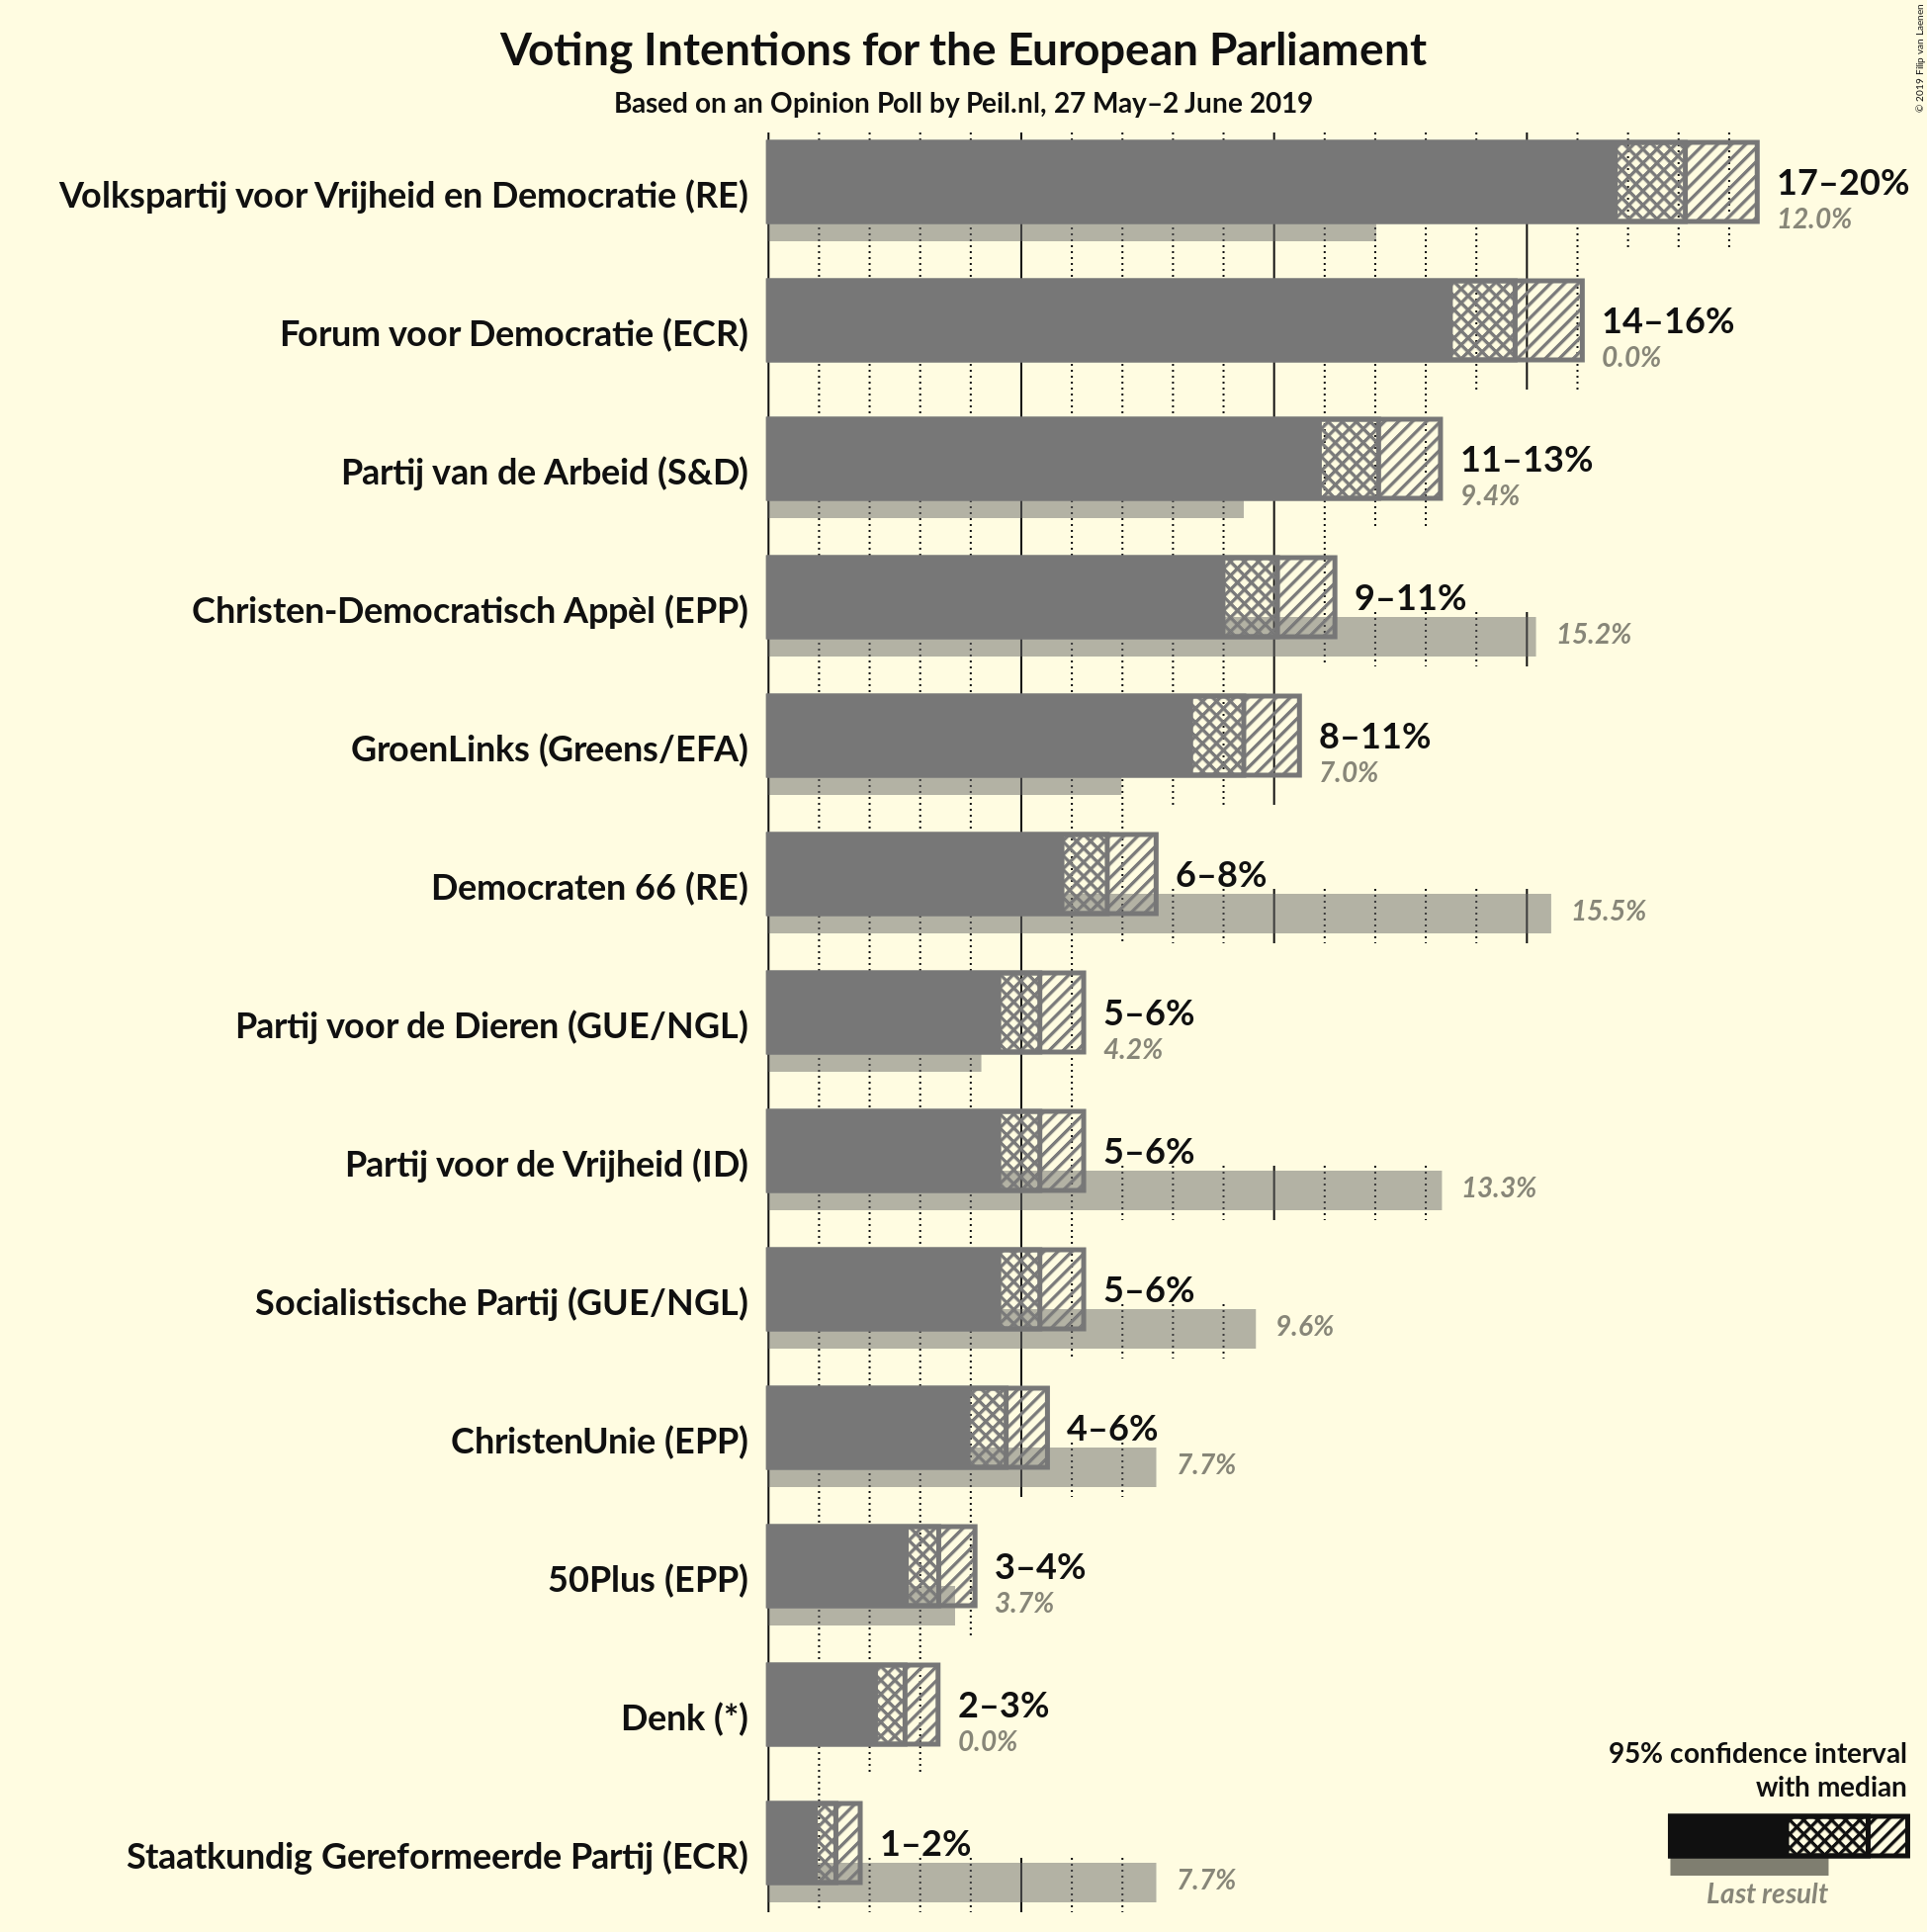 Voting Intentions for the European Parliament
Based on an Opinion Poll by Peil.nl, 27 May–2 June 2019
© 2019 Filip van Laenen
Volkspartij voor Vrijheid en Democratie (RE)
17–20%
12.0%
Forum voor Democratie (ECR)
14–16%
0.0%
Partij van de Arbeid (S&D)
11–13%
9.4%
Christen-Democratisch Appèl (EPP)
9–11%
15.2%
GroenLinks (Greens/EFA)
8–11%
7.0%
Democraten 66 (RE)
6–8%
15.5%
Partij voor de Dieren (GUE/NGL)
5–6%
4.2%
Partij voor de Vrijheid (ID)
5–6%
13.3%
Socialistische Partij (GUE/NGL)
5–6%
9.6%
ChristenUnie (EPP)
4–6%
7.7%
50Plus (EPP)
3–4%
3.7%
Denk (*)
2–3%
0.0%
Staatkundig Gereformeerde Partij (ECR)
1–2%
7.7%
95% confidence interval
with median
Last result